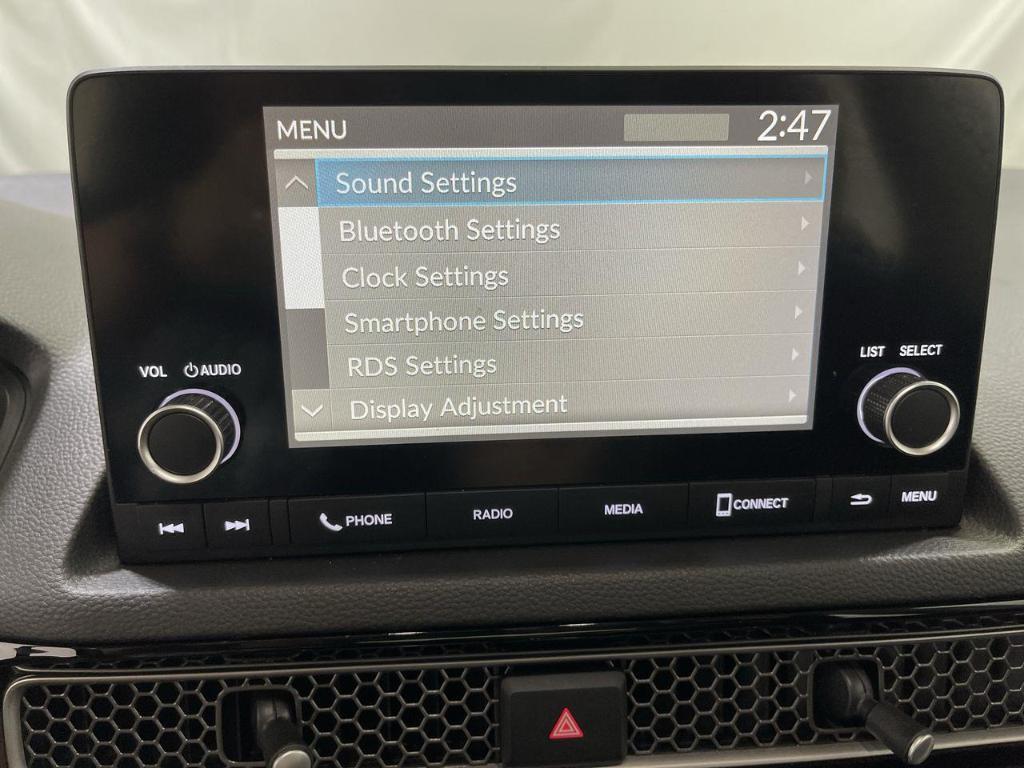 MENU 2:47
Sound Settings
Bluetooth Settings
Clock Settings
Smartphone Settings
RDS Settings
Display Adjustment
VOL AUDIO
LIST SELECT
PHONE RADIO MEDIA CONNECT MENU